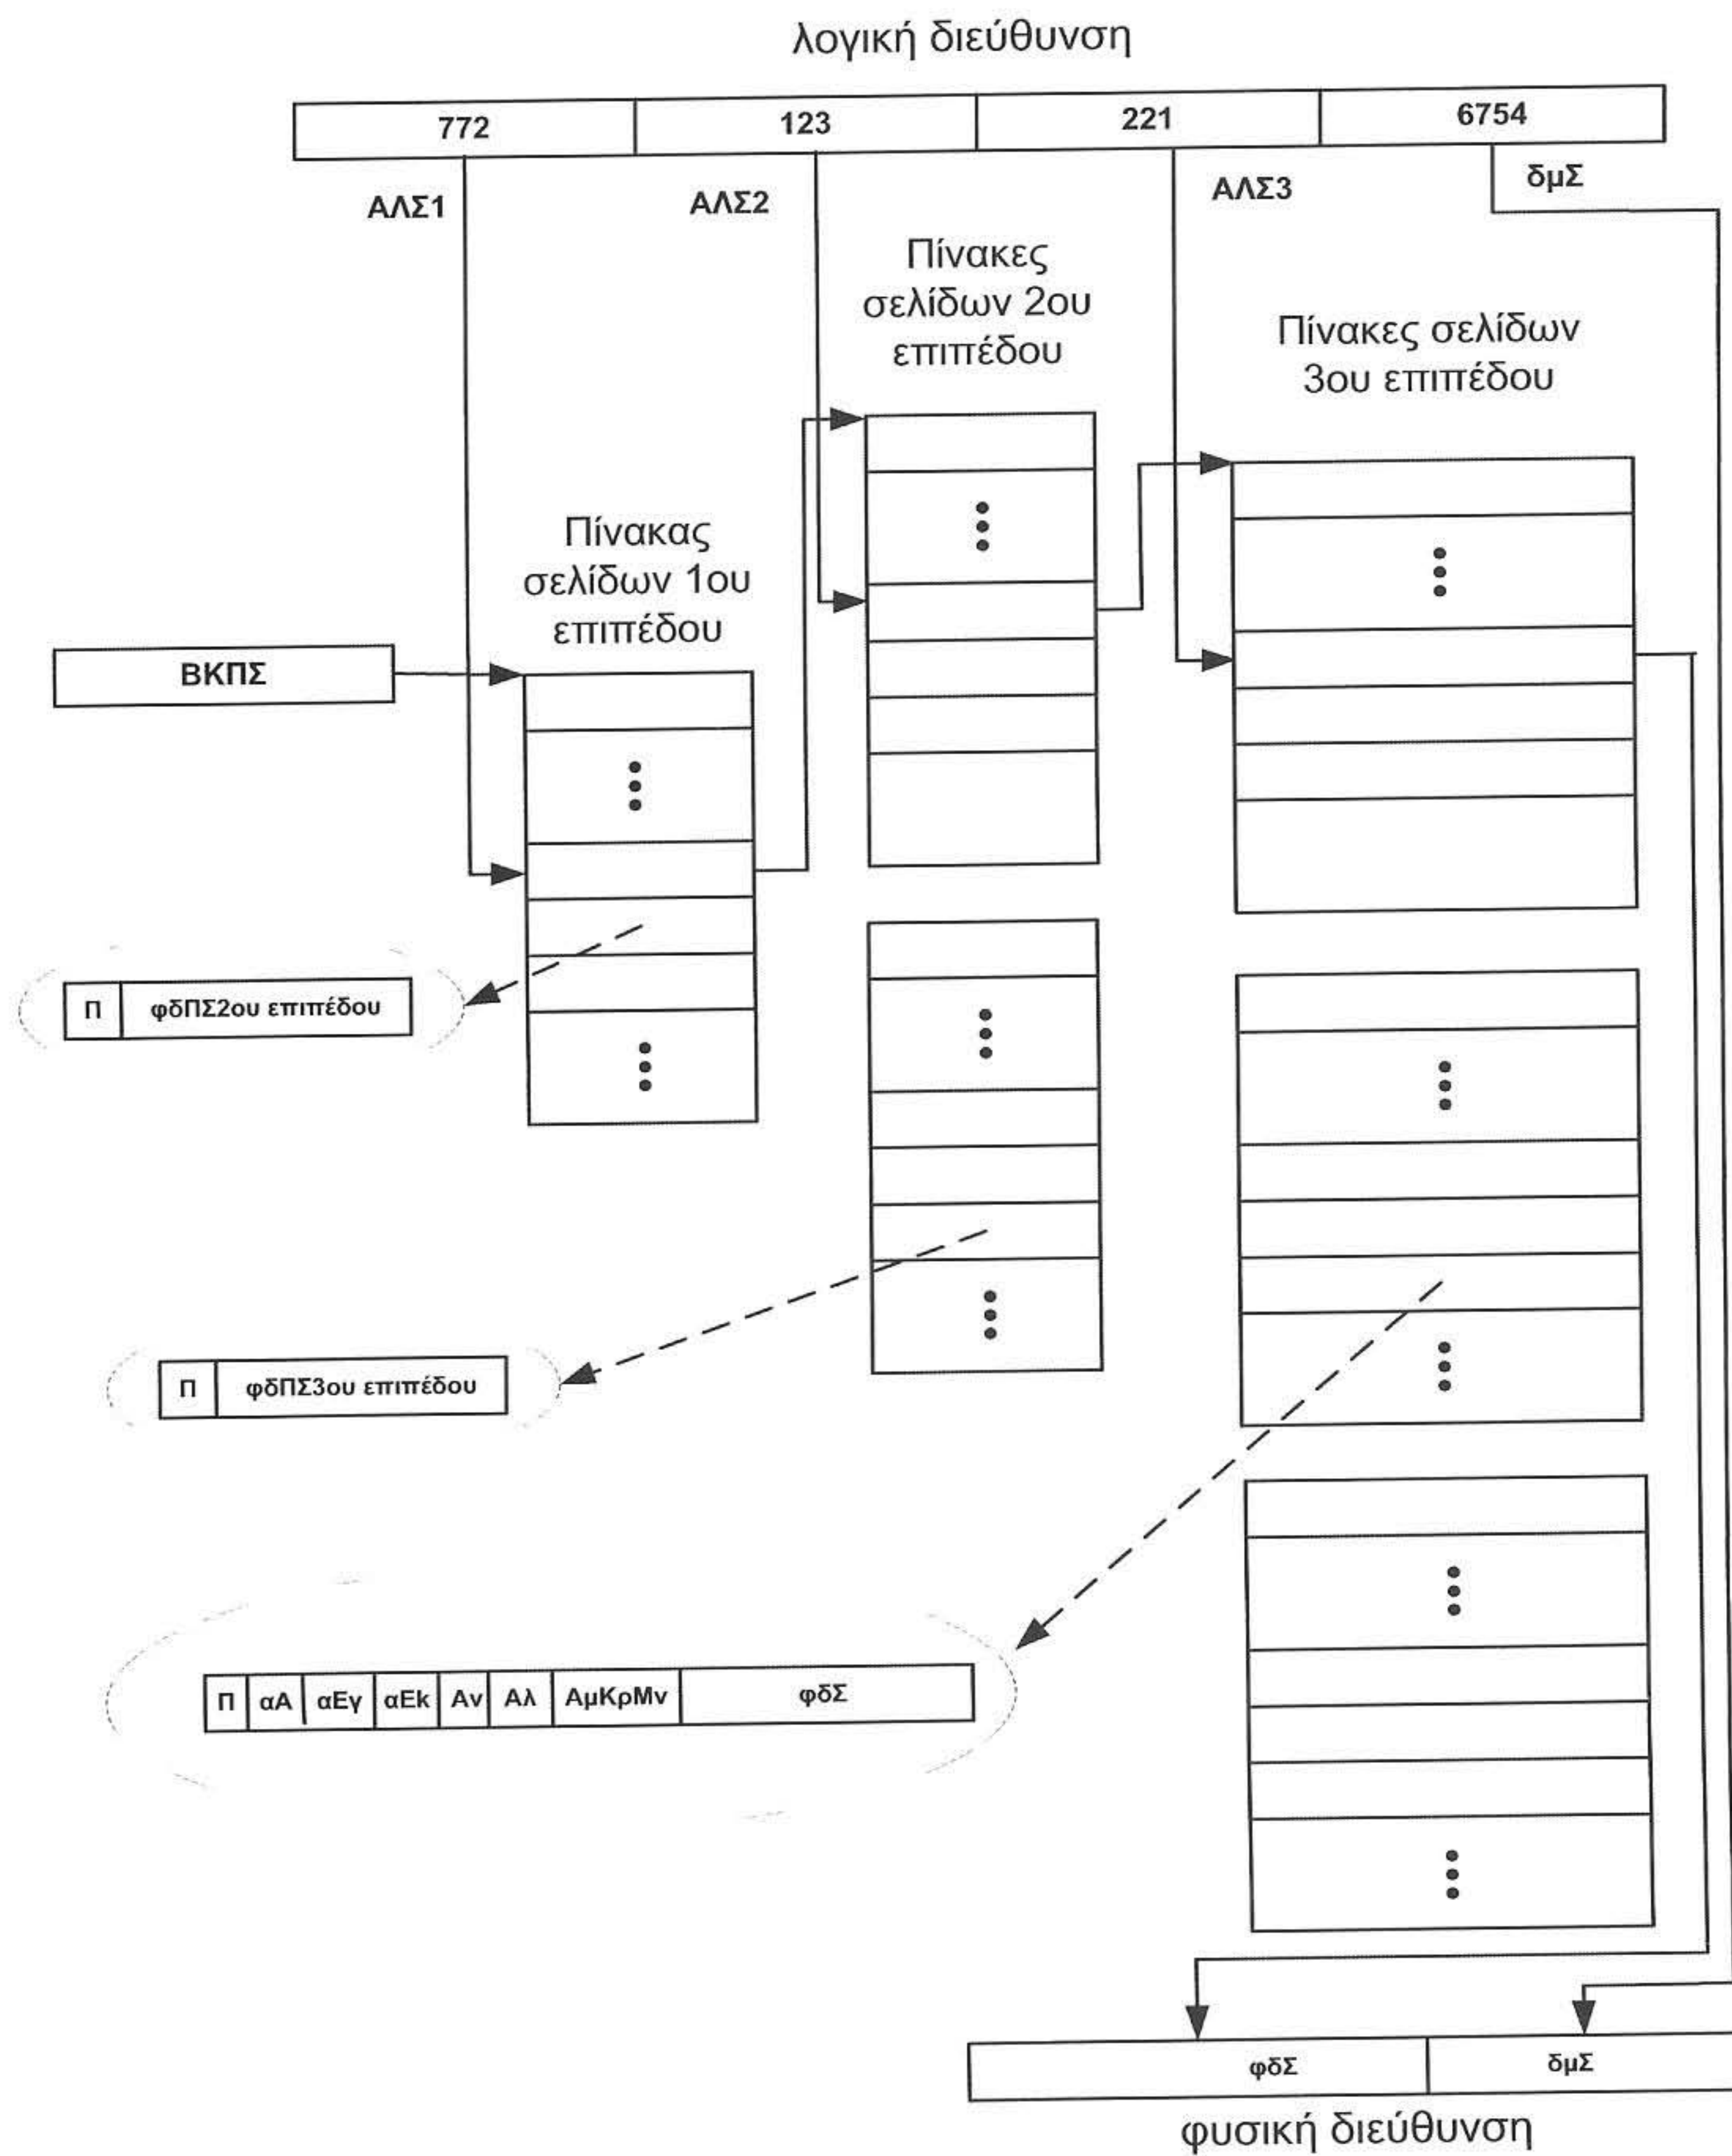 λογική διεύθυνση
772 123 221 6754
ΑΛΣ1 ΑΛΣ2 ΑΛΣ3 δμΣ
Πίνακες
σελίδων 2ου
επιπέδου
Πίνακες σελίδων
3ου επιπέδου
Πίνακας
σελίδων 1ου
επιπέδου
ΒΚΠΣ
Π φδΠΣ2ου επιπέδου
Π φδΠΣ3ου επιπέδου
Π αΑ αΕγ αΕk Αν Αλ ΑμΚρΜν φδΣ
φδΣ δμΣ
φυσική διεύθυνση